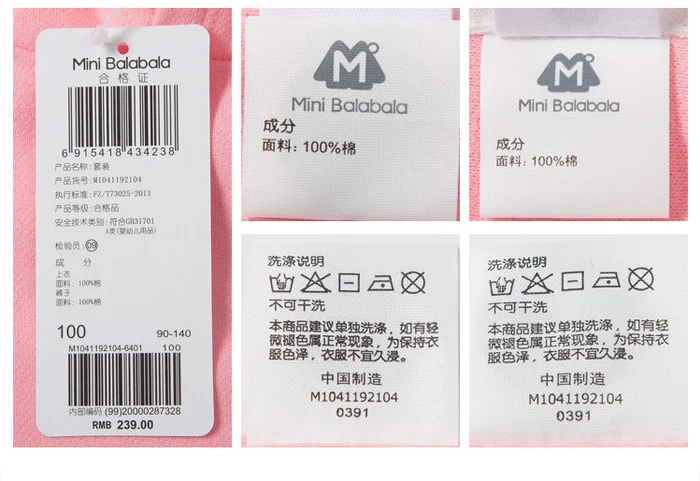 Mini Balabala
合格证
6 915418 434238
产品名称:套装
产品货号:M1041192104
执行标准:FZ/T73025-2013
产品等级:合格品
安全技术类别:符合GB31701
A类(婴幼儿用品)
检验员:09
成 分
上衣
面料:100%棉
裤子
面料:100%棉
100 90-140
M1041192104-6401 100
内部编码 (99)20000287328
RMB 239.00
M
Mini Balabala
成分
面料: 100%棉
M
Mini Balabala
成分
面料: 100%棉
洗涤说明
不可干洗
本商品建议单独洗涤, 如有轻
微褪色属正常现象, 为保持衣
服色泽, 衣服不宜久浸。
中国制造
M1041192104
0391
洗涤说明
不可干洗
本商品建议单独洗涤, 如有轻
微褪色属正常现象, 为保持衣
服色泽, 衣服不宜久浸。
中国制造
M1041192104
0391